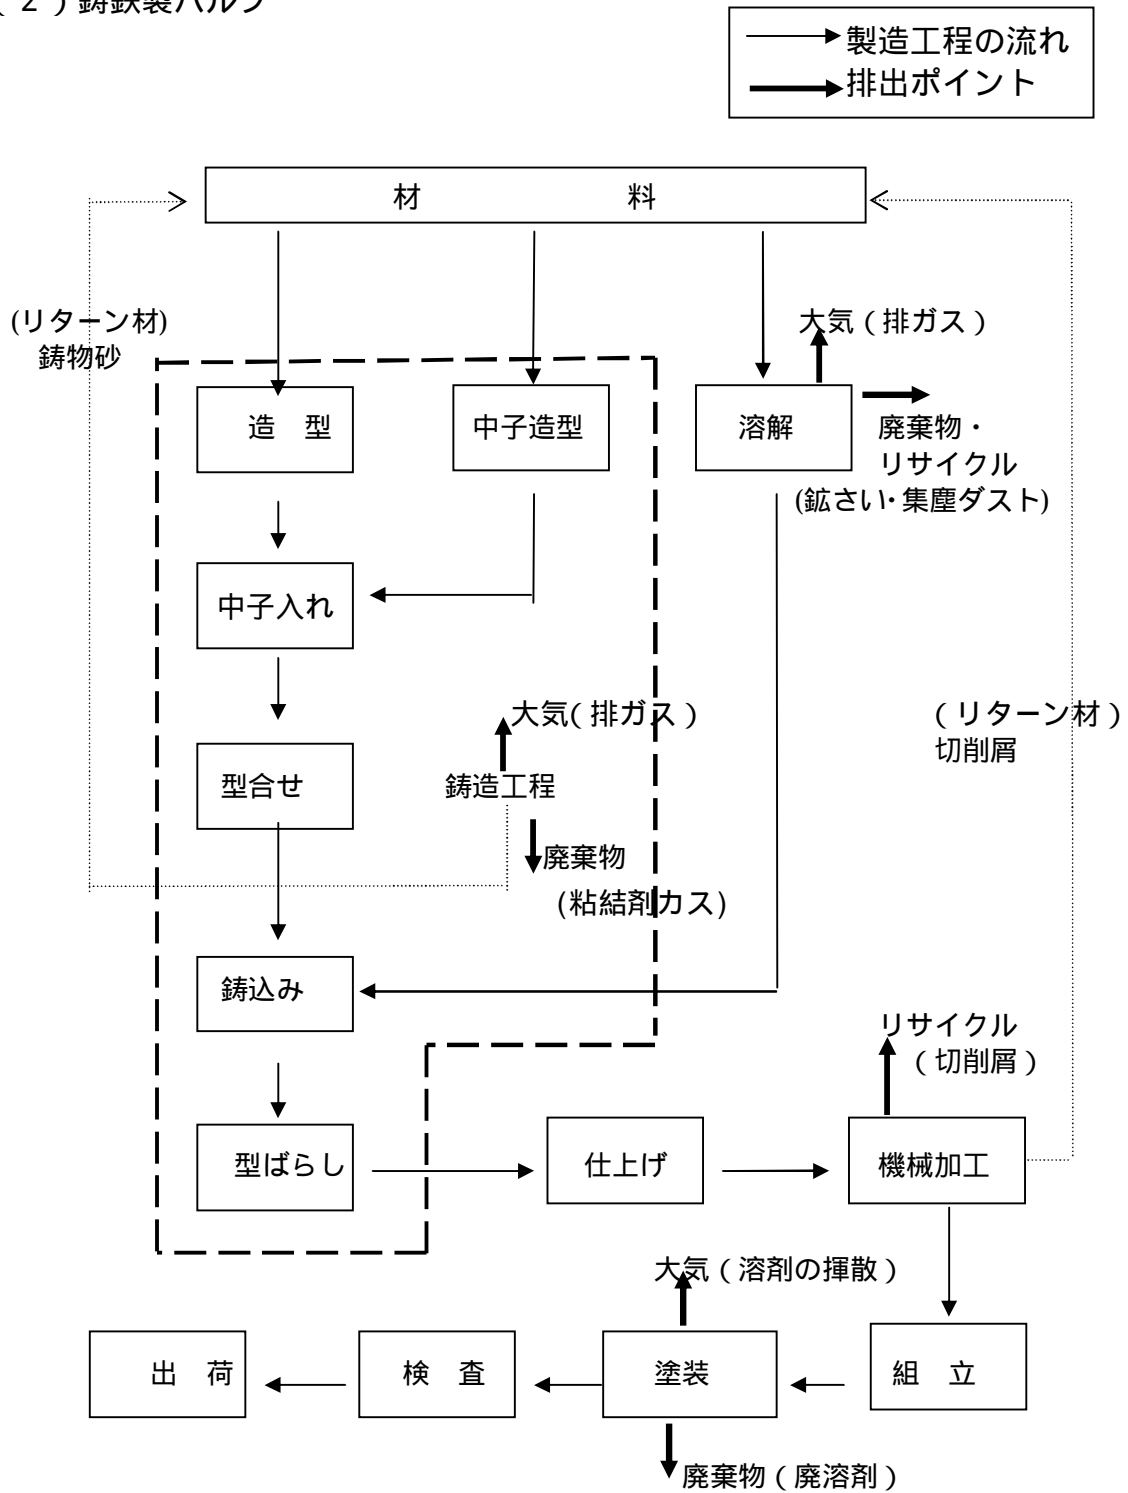 (２)鋳鉄製バルブ
製造工程の流れ
排出ポイント
材　料
(リターン材)
鋳物砂
大気(排ガス)
造　型
中子造型
溶解
廃棄物・
リサイクル
(鉱さい・集塵ダスト)
中子入れ
大気(排ガス)
(リターン材)
切削屑
型合せ
鋳造工程
廃棄物
(粘結剤カス)
鋳込み
リサイクル
(切削屑)
型ばらし
仕上げ
機械加工
大気(溶剤の揮散)
出　荷
検　査
塗装
組　立
廃棄物(廃溶剤)